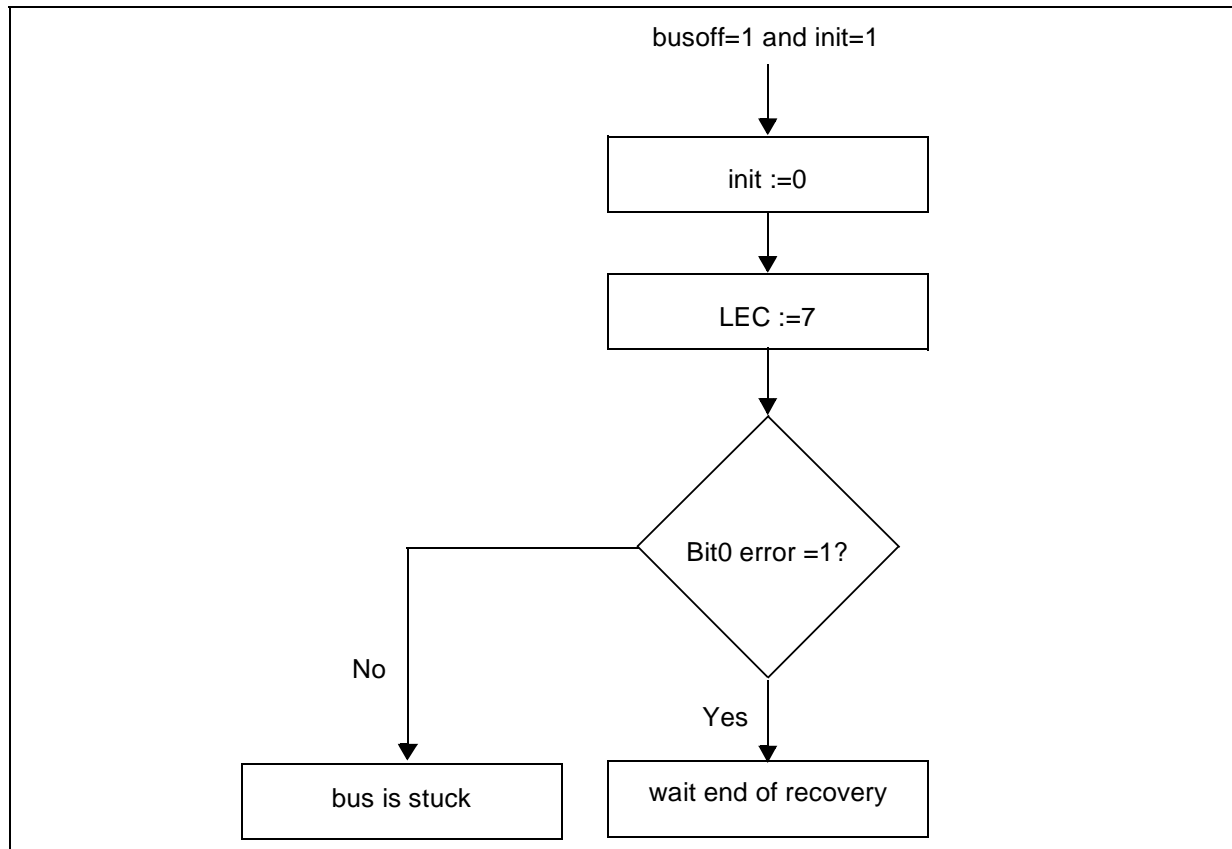 busoff=1 and init=1
init :=0
LEC :=7
Bit0 error =1?
No
Yes
bus is stuck
wait end of recovery